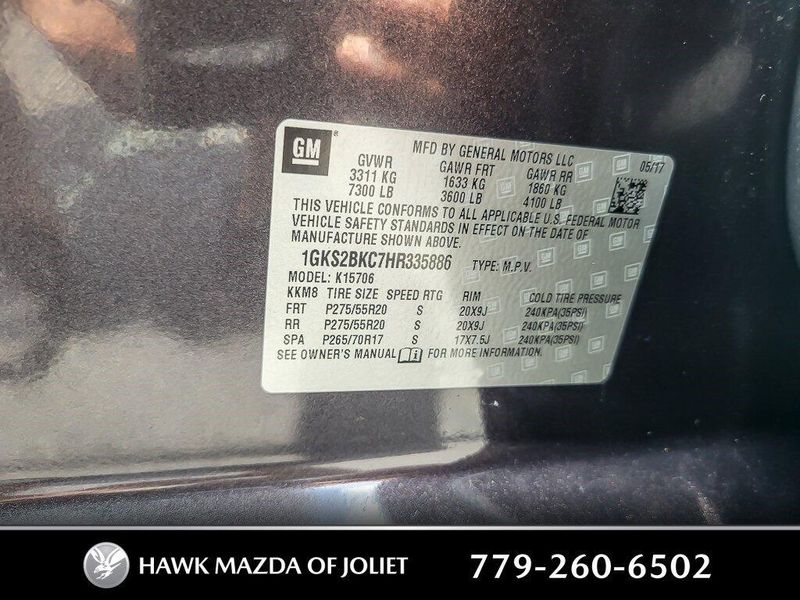 GM ®
MFD BY GENERAL MOTORS LLC
05/17
GVWR GAWR FRT GAWR RR
3311 KG 1633 KG 1860 KG
7300 LB 3600 LB 4100 LB
THIS VEHICLE CONFORMS TO ALL APPLICABLE U.S. FEDERAL MOTOR
VEHICLE SAFETY STANDARDS IN EFFECT ON THE DATE OF
MANUFACTURE SHOWN ABOVE.
1GKS2BKC7HR335886 TYPE: M.P.V.
MODEL: K15706
KKM8 TIRE SIZE SPEED RTG RIM COLD TIRE PRESSURE
FRT P275/55R20 S 20X9J 240KPA(35PSI)
RR P275/55R20 S 20X9J 240KPA(35PSI)
SPA P265/70R17 S 17X7.5J 240KPA(35PSI)
SEE OWNER'S MANUAL FOR MORE INFORMATION.
HAWK MAZDA OF JOLIET 779-260-6502